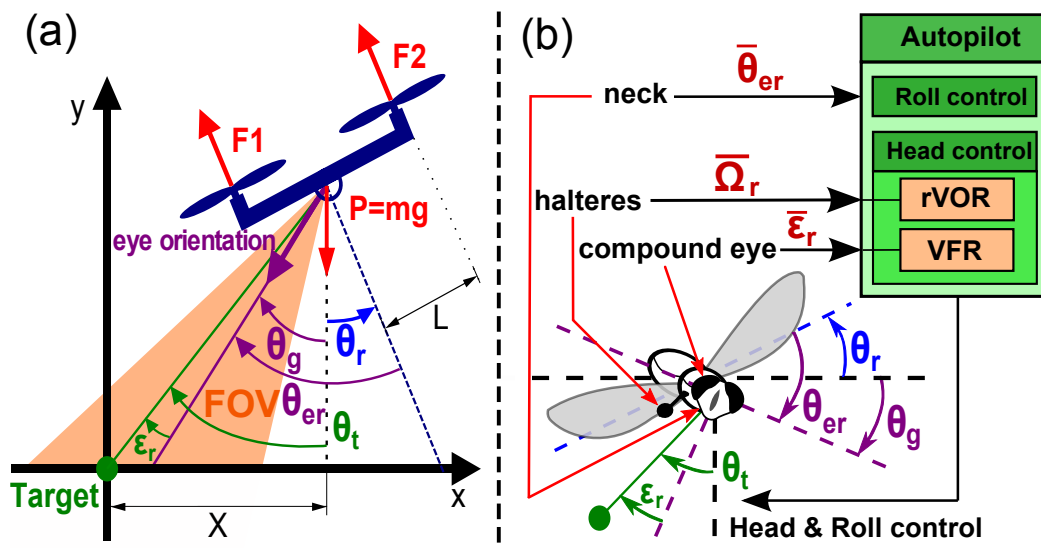 (a)
y
F1
F2
P=mg
eye orientation
L
θg
θr
FOV
θer
θt
εr
Target
x
X
(b)
Autopilot
neck
θ̅er
Roll control
Head control
halteres
Ω̅r
rVOR
compound eye
ε̅r
VFR
θr
θer
θg
θt
εr
Head & Roll control